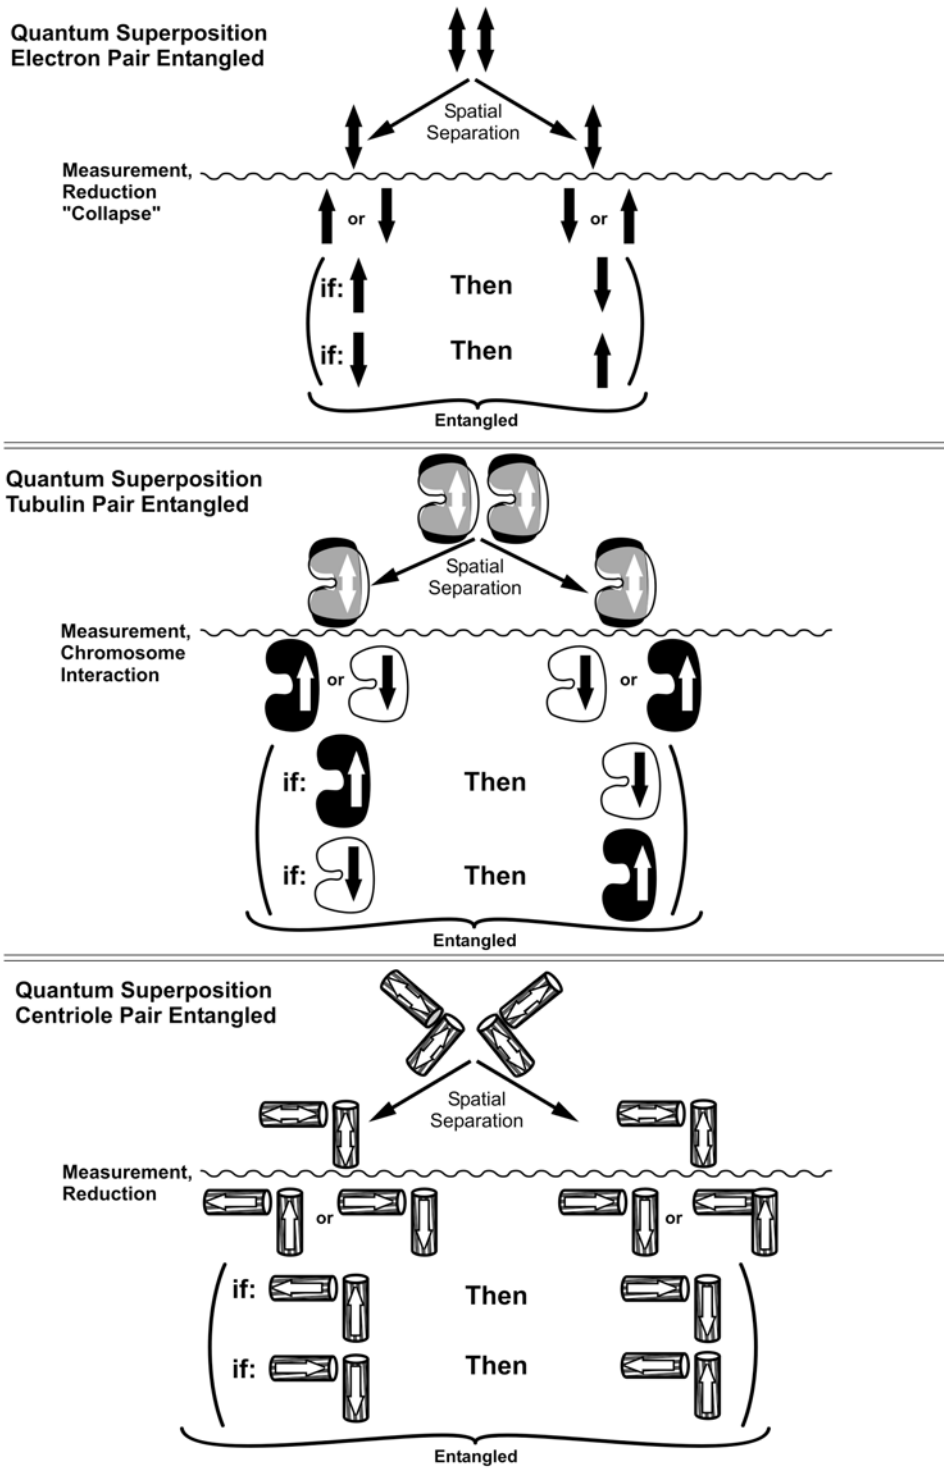 Quantum Superposition
Electron Pair Entangled
Spatial
Separation
Measurement,
Reduction
"Collapse"
or
or
if:
Then
if:
Then
Entangled
Quantum Superposition
Tubulin Pair Entangled
Spatial
Separation
Measurement,
Chromosome
Interaction
or
or
if:
Then
if:
Then
Entangled
Quantum Superposition
Centriole Pair Entangled
Spatial
Separation
Measurement,
Reduction
or
or
if:
Then
if:
Then
Entangled